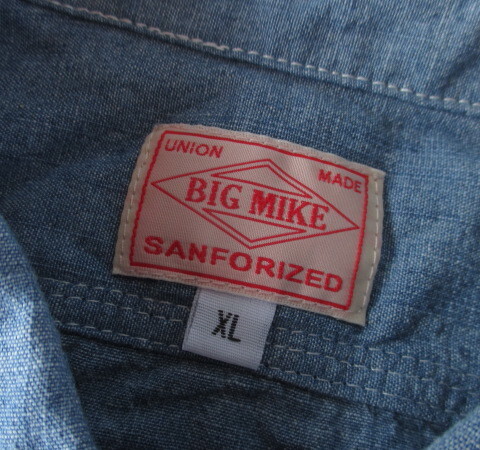 UNION MADE
BIG MIKE
SANFORIZED
XL